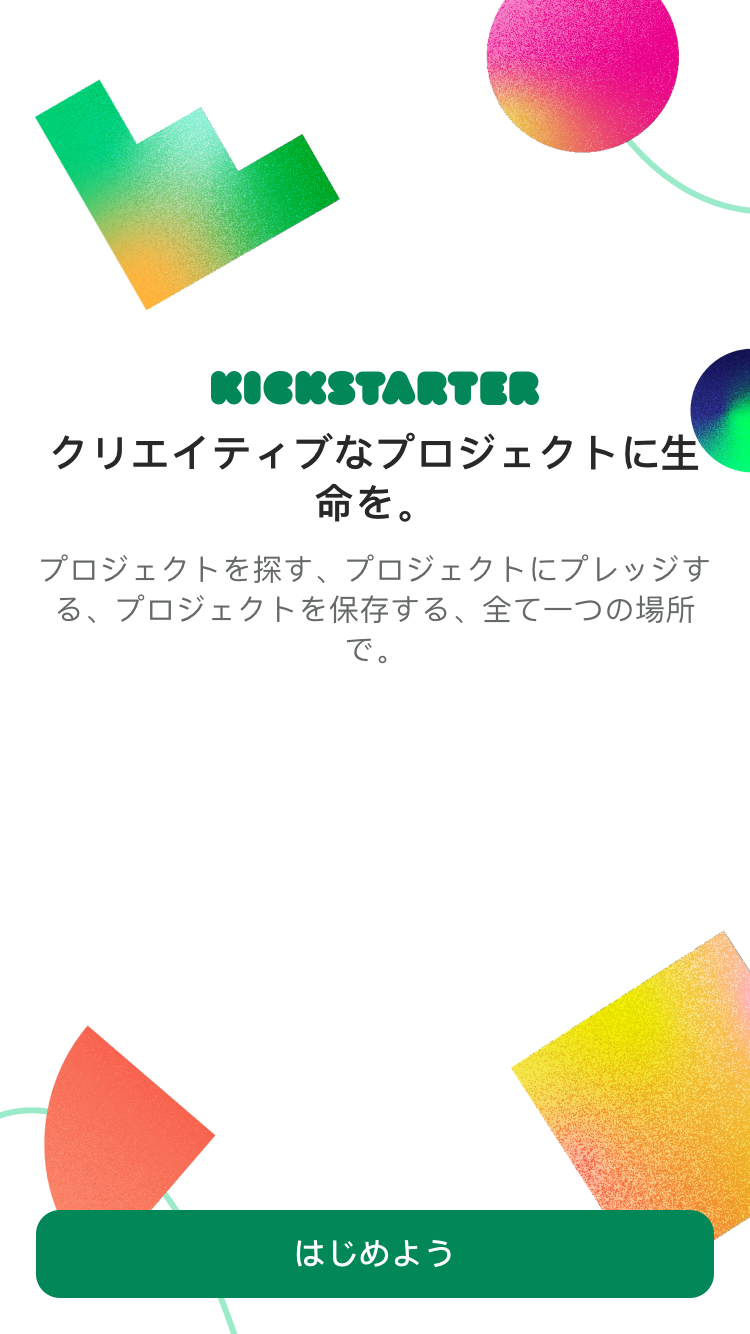 KICKSTARTER
クリエイティブなプロジェクトに生
命を。
プロジェクトを探す、プロジェクトにプレッジす
る、プロジェクトを保存する、全て一つの場所
で。
はじめよう